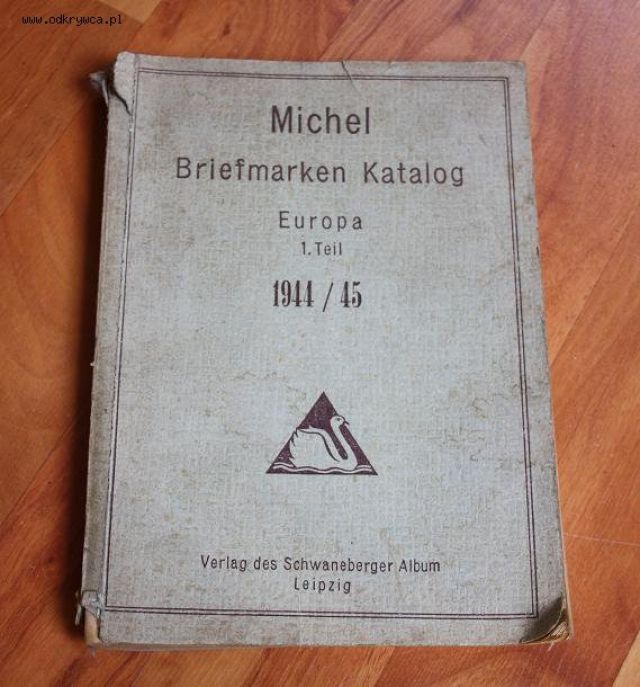 www.odkrywca.pl
Michel
Briefmarken Katalog
Europa
1. Teil
1944 / 45
Verlag des Schwaneberger Album
Leipzig